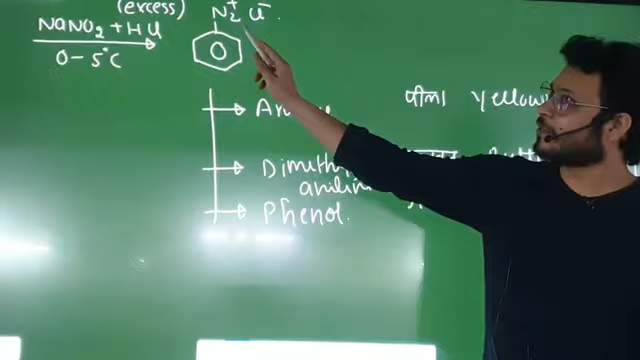 (excess)
NaNO₂ + HCl
0 - 5°C
N₂⁺ Cl⁻.
पीला Yellow
Dimethyl
aniline
Phenol.